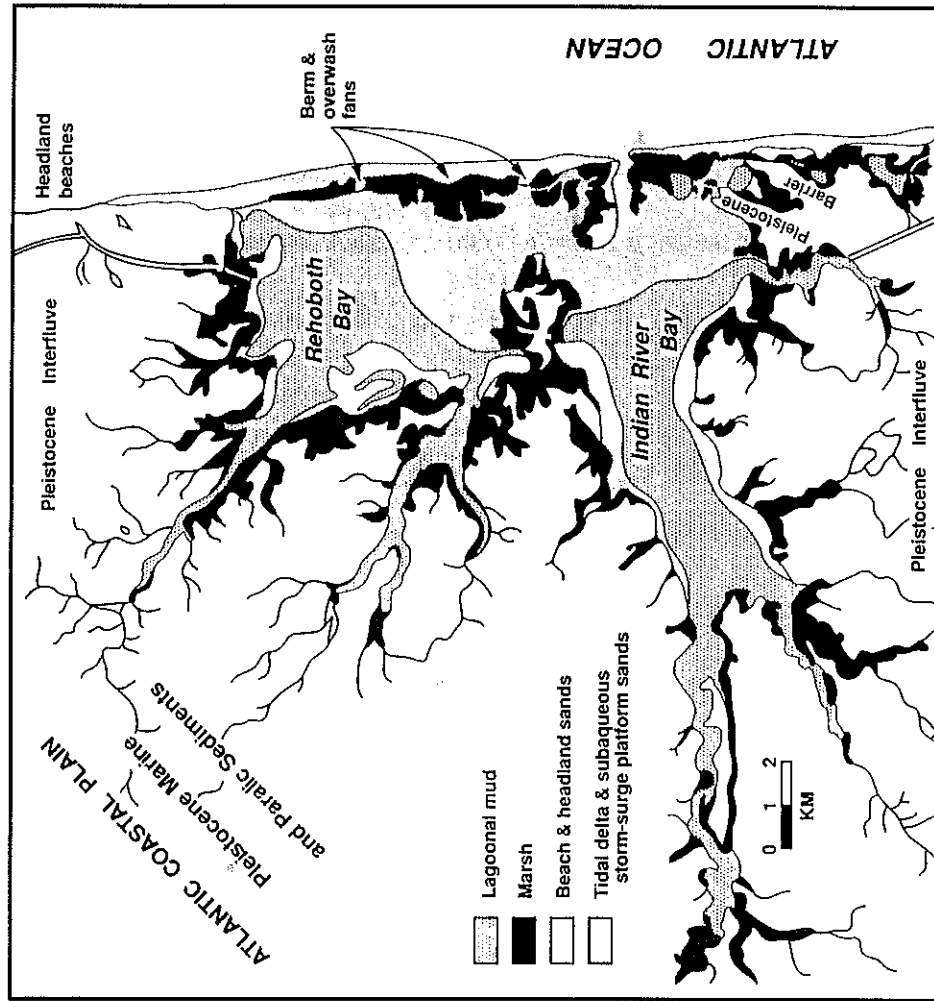 ATLANTIC COASTAL PLAIN
Pleistocene Marine
and Paralic Sediments
Pleistocene Interfluve
Headland
beaches
Rehoboth
Bay
Berm &
overwash
fans
ATLANTIC OCEAN
Indian River
Bay
Pleistocene
Barrier
Pleistocene Interfluve
Lagoonal mud
Marsh
Beach & headland sands
Tidal delta & subaqueous
storm-surge platform sands
0 1 2
KM